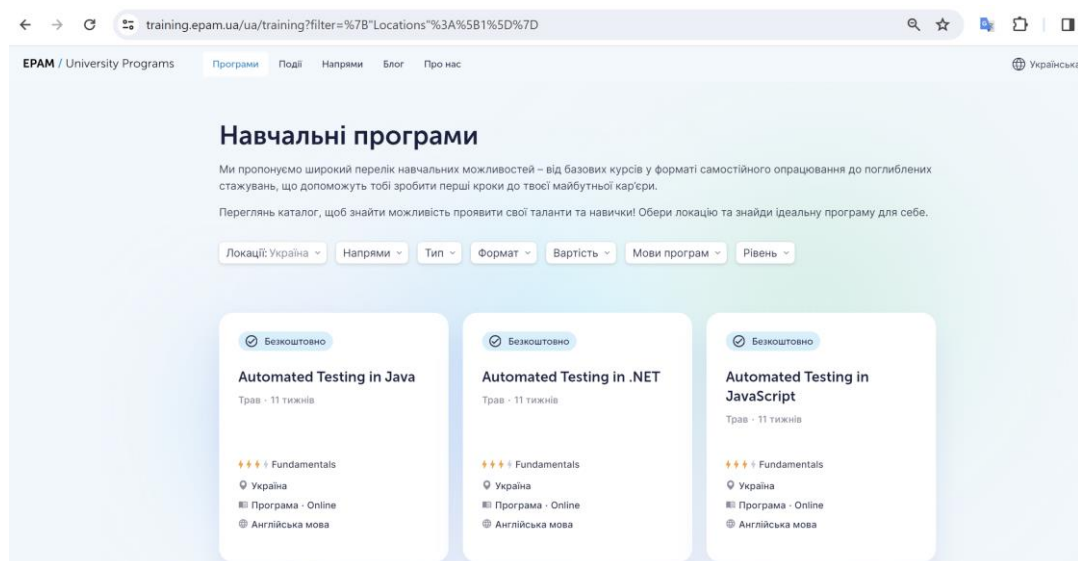 training.epam.ua/ua/training?filter=%7B"Locations"%3A%5B1%5D%7D
EPAM / University Programs Програми Події Напрями Блог Про нас Українська
Навчальні програми
Ми пропонуємо широкий перелік навчальних можливостей – від базових курсів у форматі самостійного опрацювання до поглиблених
стажувань, що допоможуть тобі зробити перші кроки до твоєї майбутньої кар'єри.
Переглянь каталог, щоб знайти можливість проявити свої таланти та навички! Обери локацію та знайди ідеальну програму для себе.
Локації: Україна Напрями Тип Формат Вартість Мови програм Рівень
Безкоштовно
Automated Testing in Java
Трав - 11 тижнів
Fundamentals
Україна
Програма · Online
Англійська мова
Безкоштовно
Automated Testing in .NET
Трав - 11 тижнів
Fundamentals
Україна
Програма · Online
Англійська мова
Безкоштовно
Automated Testing in
JavaScript
Трав - 11 тижнів
Fundamentals
Україна
Програма · Online
Англійська мова